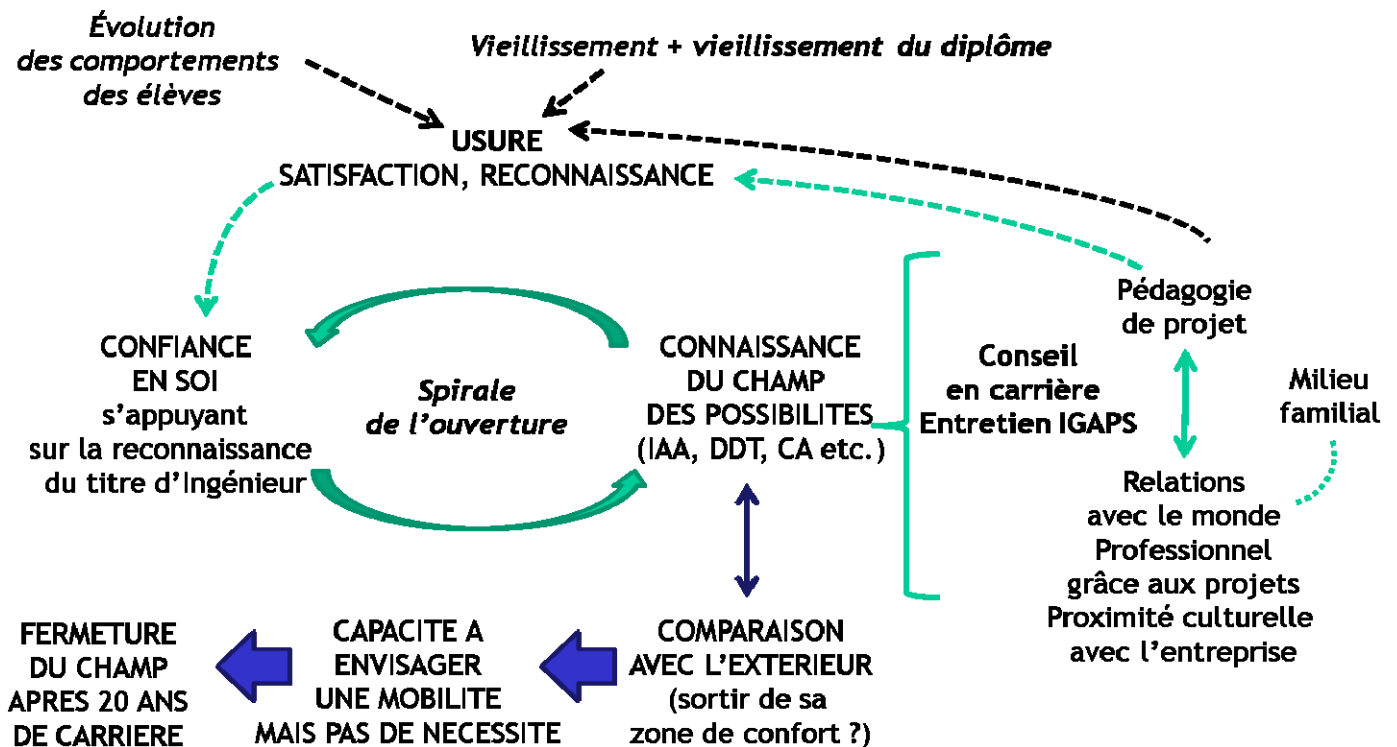 Évolution
des comportements
des élèves
Vieillissement + vieillissement du diplôme
USURE
SATISFACTION, RECONNAISSANCE
CONFIANCE
EN SOI
s'appuyant
sur la reconnaissance
du titre d'Ingénieur
Spirale
de l'ouverture
CONNAISSANCE
DU CHAMP
DES POSSIBILITES
(IAA, DDT, CA etc.)
Conseil
en carrière
Entretien IGAPS
Pédagogie
de projet
Milieu
familial
Relations
avec le monde
Professionnel
grâce aux projets
Proximité culturelle
avec l'entreprise
FERMETURE
DU CHAMP
APRES 20 ANS
DE CARRIERE
CAPACITE A
ENVISAGER
UNE MOBILITE
MAIS PAS DE NECESSITE
COMPARAISON
AVEC L'EXTERIEUR
(sortir de sa
zone de confort ?)